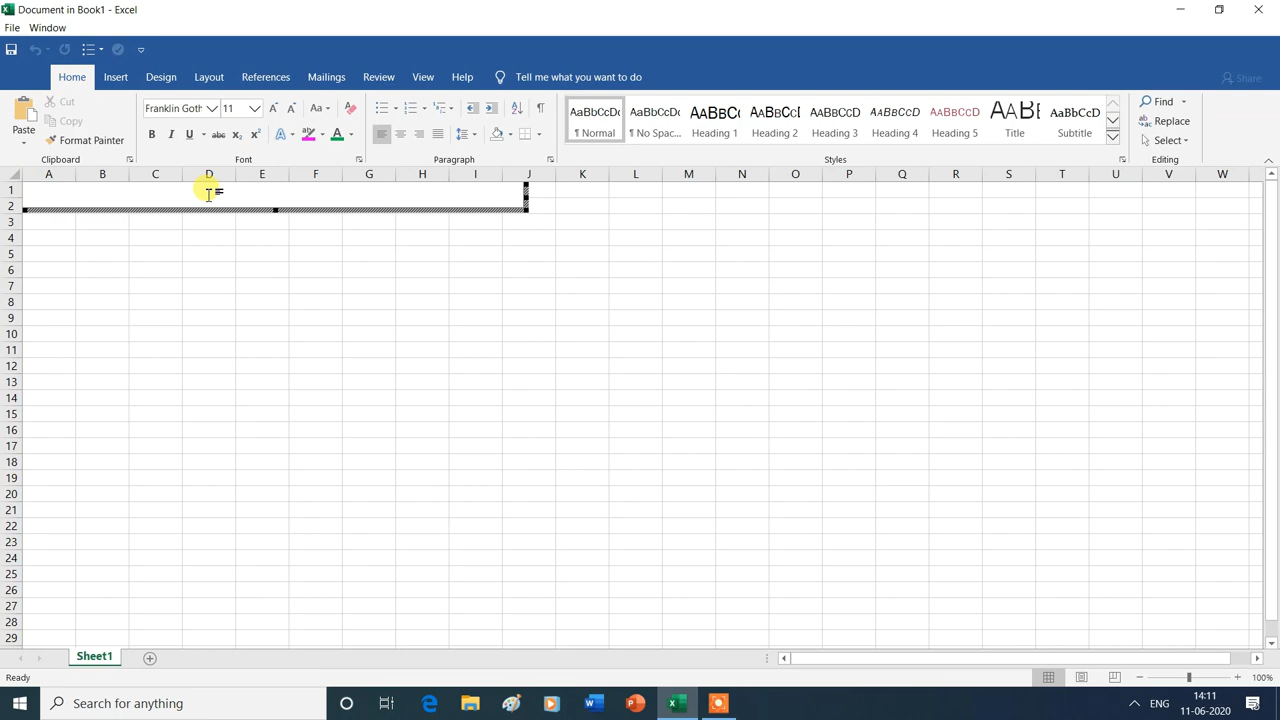 Document in Book1 - Excel
File Window
Home Insert Design Layout References Mailings Review View Help Tell me what you want to do Share
Paste Cut Copy Format Painter
Franklin Goth 11
Aa
B I U abc x₂ x² A A
AaBbCcDc ¶ Normal
AaBbCcDc ¶ No Spac...
AaBbCc Heading 1
AaBbCcI Heading 2
AaBbCcD Heading 3
AaBbCcD Heading 4
AaBbCcD Heading 5
Title
AaBbCcD Subtitle
Find
Replace
Select
Clipboard Font Paragraph Styles Editing
A B C D E F G H I J K L M N O P Q R S T U V W
1
2
3
4
5
6
7
8
9
10
11
12
13
14
15
16
17
18
19
20
21
22
23
24
25
26
27
28
29
Sheet1
Ready 100%
Search for anything
ENG
14:11
11-06-2020